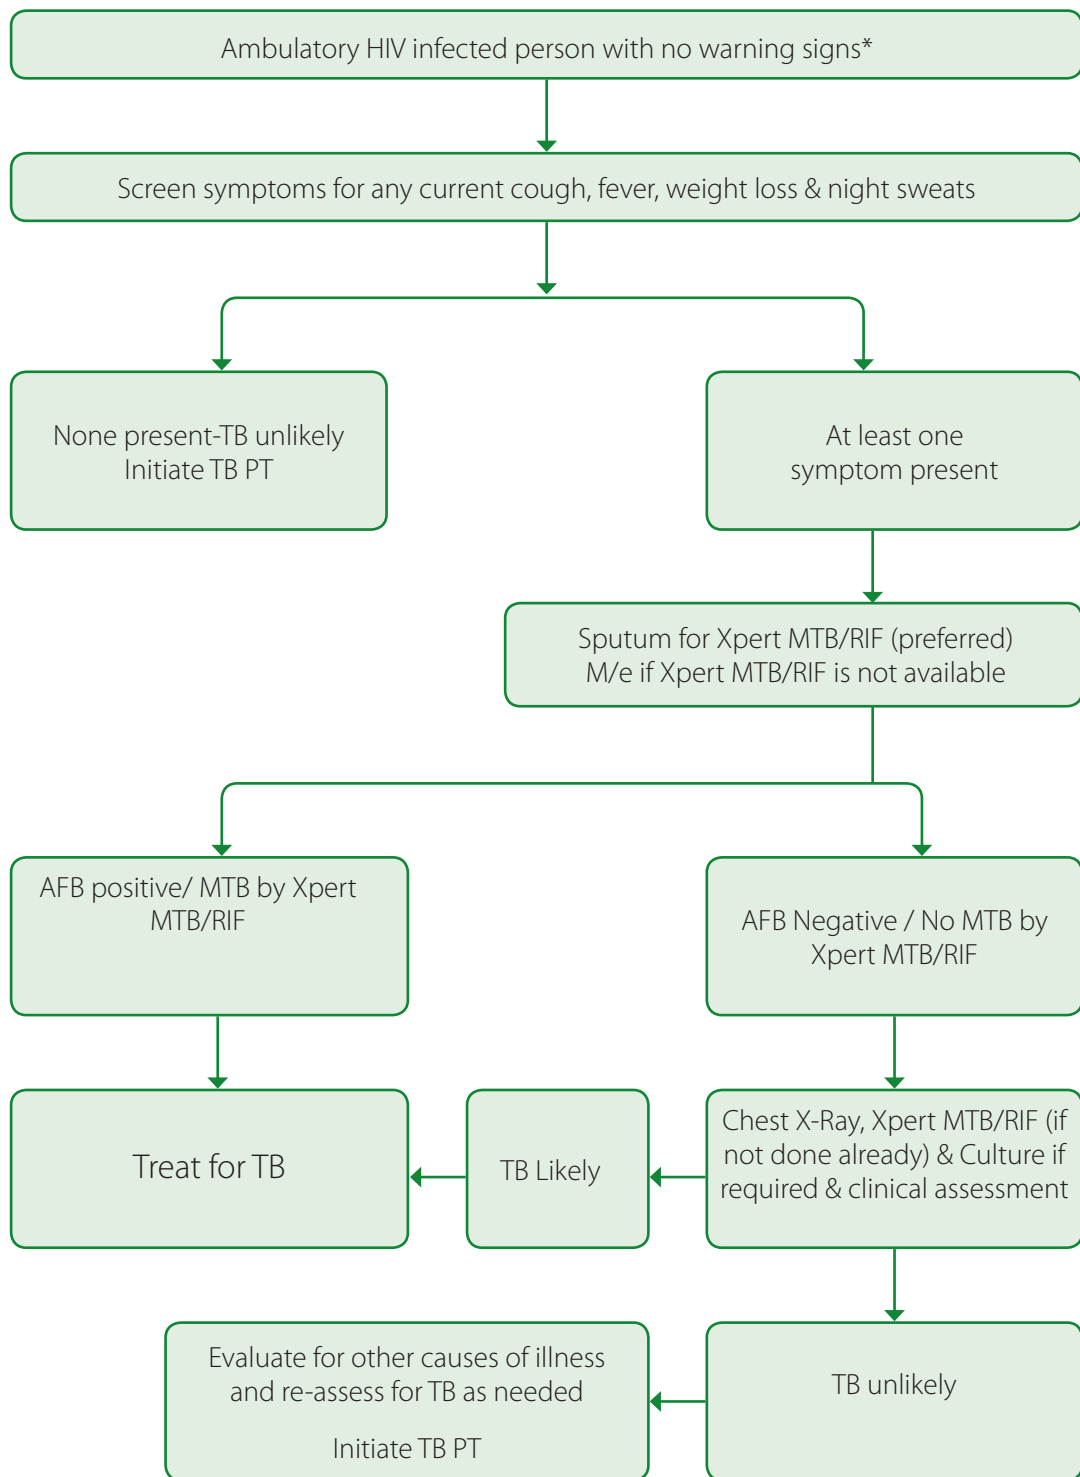 Ambulatory HIV infected person with no warning signs*
Screen symptoms for any current cough, fever, weight loss & night sweats
None present-TB unlikely
Initiate TB PT
At least one
symptom present
Sputum for Xpert MTB/RIF (preferred)
M/e if Xpert MTB/RIF is not available
AFB positive/ MTB by Xpert
MTB/RIF
AFB Negative / No MTB by
Xpert MTB/RIF
Treat for TB
TB Likely
Chest X-Ray, Xpert MTB/RIF (if
not done already) & Culture if
required & clinical assessment
Evaluate for other causes of illness
and re-assess for TB as needed
Initiate TB PT
TB unlikely